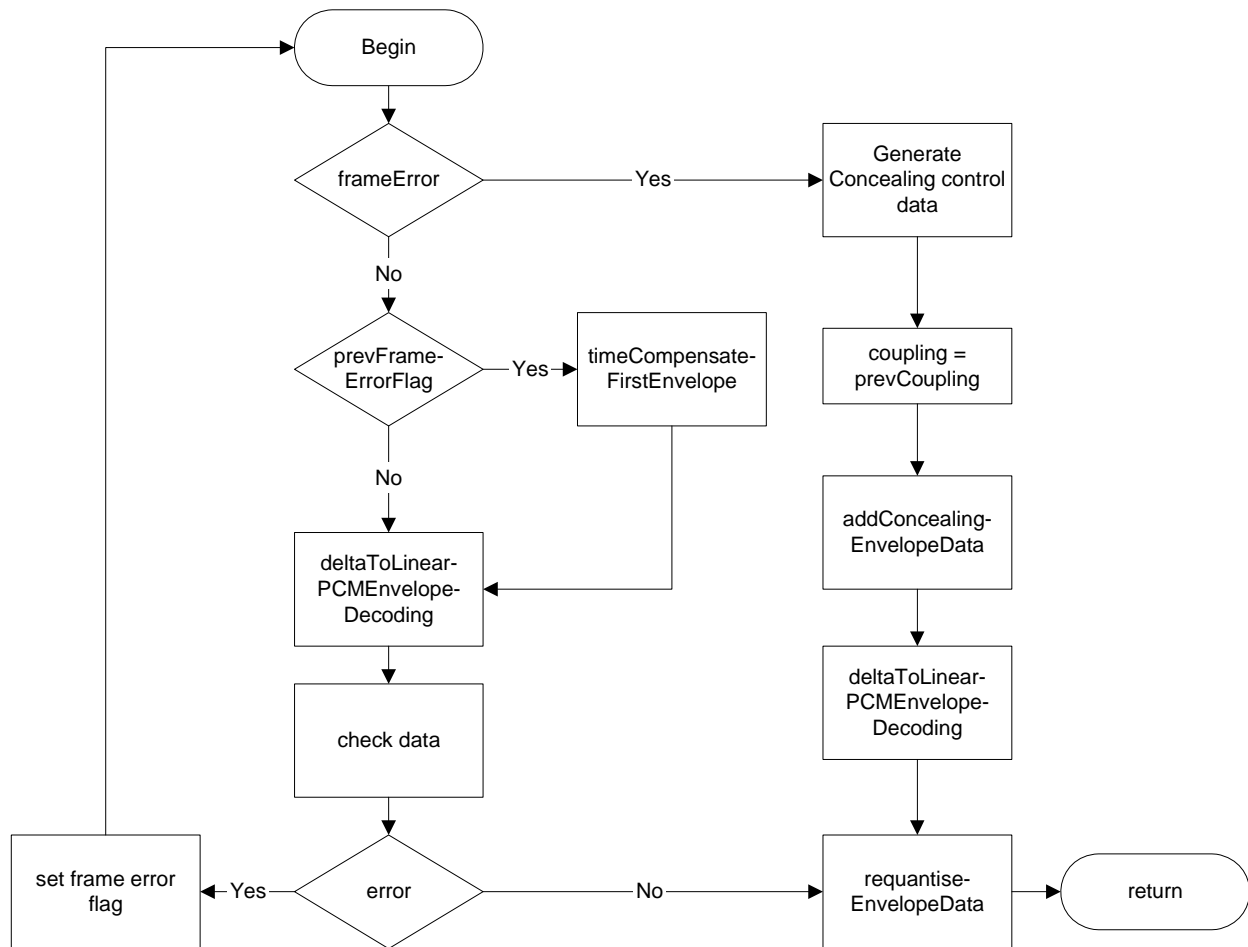 Begin
frameError
Yes
Generate
Concealing control
data
No
prevFrame-
ErrorFlag
Yes
timeCompensate-
FirstEnvelope
coupling =
prevCoupling
No
addConcealing-
EnvelopeData
deltaToLinear-
PCMEnvelope-
Decoding
deltaToLinear-
PCMEnvelope-
Decoding
check data
set frame error
flag
Yes
error
No
requantise-
EnvelopeData
return